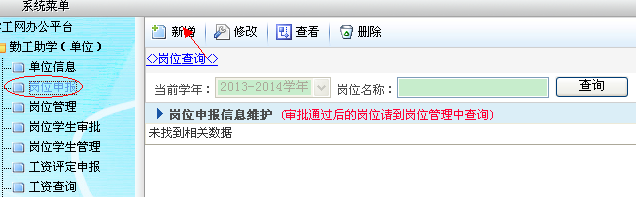 系统菜单
工网办公平台
勤工助学(单位)
单位信息
岗位申报
岗位管理
岗位学生审批
岗位学生管理
工资评定申报
工资查询
新增 修改 查看 删除
<>岗位查询<>
当前学年: 2013-2014学年 岗位名称: 查询
岗位申报信息维护 (审批通过后的岗位请到岗位管理中查询)
未找到相关数据